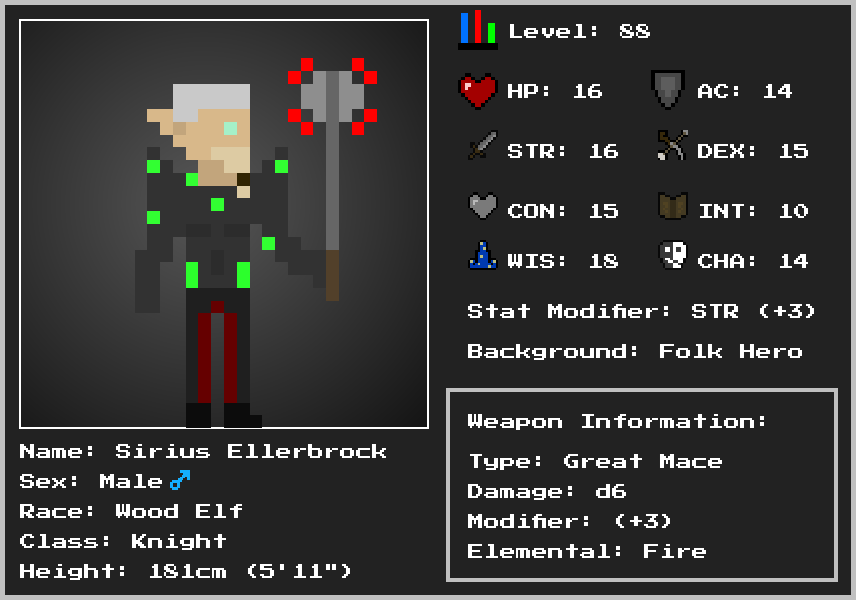 Level: 88
HP: 16 AC: 14
STR: 16 DEX: 15
CON: 15 INT: 10
WIS: 18 CHA: 14
Stat Modifier: STR (+3)
Background: Folk Hero
Weapon Information:
Type: Great Mace
Damage: d6
Modifier: (+3)
Elemental: Fire
Name: Sirius Ellerbrock
Sex: Male♂
Race: Wood Elf
Class: Knight
Height: 181cm (5'11")